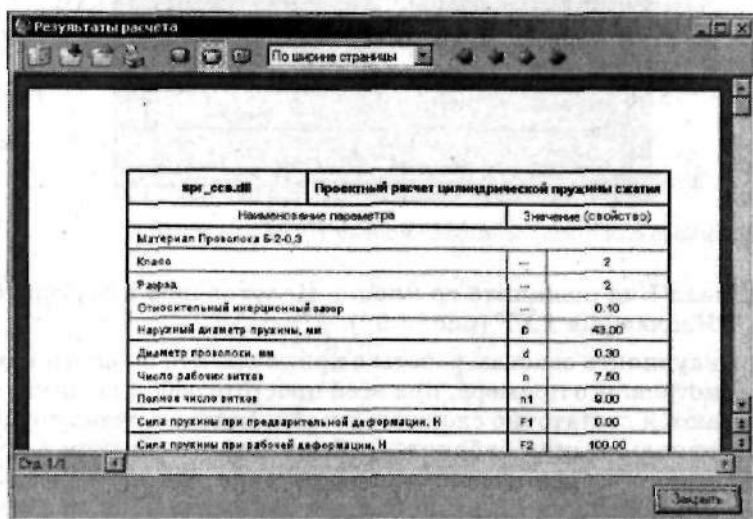 Результаты расчета
По ширине страницы
spr_ccs.dll Проектный расчет цилиндрической пружины сжатия
Наименование параметра Значение (свойство)
Материал Проволока Б-2-0,3
Класс 2
Разряд 2
Относительный инерционный зазор 0.10
Наружный диаметр пружины, мм D 43.00
Диаметр проволоки, мм d 0.30
Число рабочих витков n 7.50
Полное число витков n1 9.00
Сила пружины при предварительной деформации, Н F1 0.00
Сила пружины при рабочей деформации, Н F2 100.00
Стр. 1/1
Закрыть